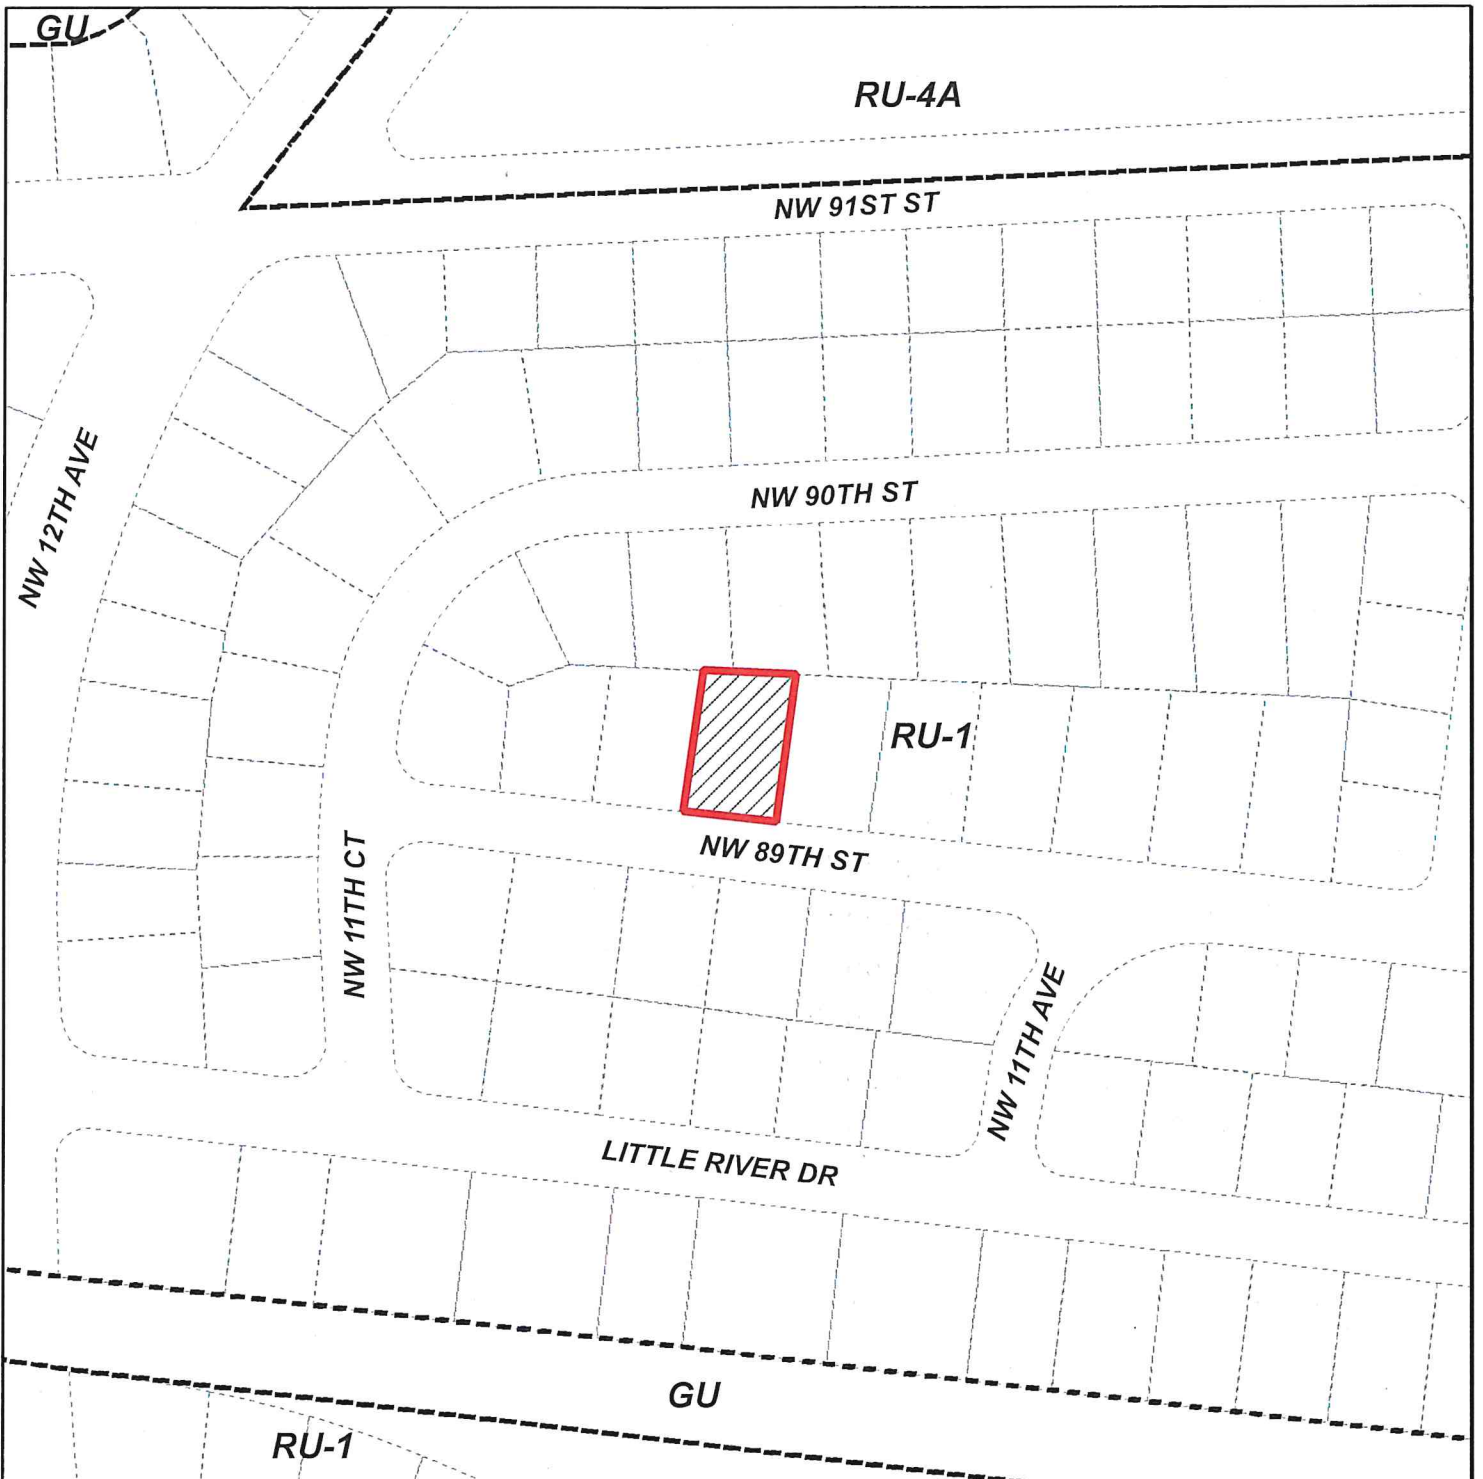 GU
RU-4A
NW 91ST ST
NW 12TH AVE
NW 90TH ST
RU-1
NW 89TH ST
NW 11TH CT
NW 11TH AVE
LITTLE RIVER DR
GU
RU-1